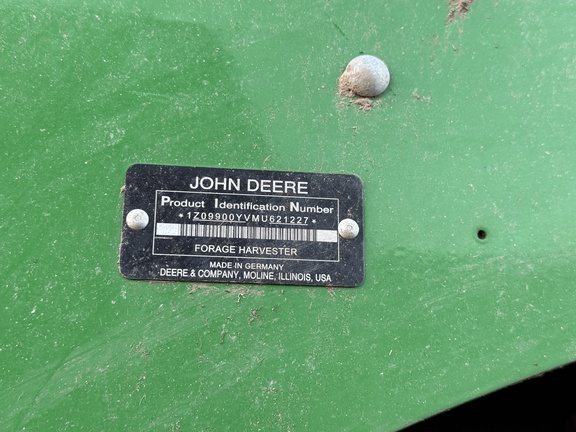 JOHN DEERE
Product Identification Number
*1Z09900YVMU621227*
FORAGE HARVESTER
MADE IN GERMANY
DEERE & COMPANY, MOLINE, ILLINOIS, USA